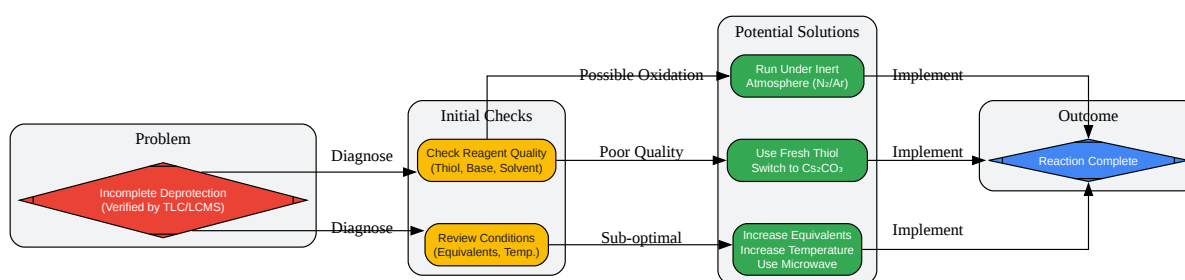 Problem
Incomplete Deprotection
(Verified by TLC/LCMS)
Diagnose
Diagnose
Initial Checks
Check Reagent Quality
(Thiol, Base, Solvent)
Review Conditions
(Equivalents, Temp.)
Possible Oxidation
Poor Quality
Sub-optimal
Potential Solutions
Run Under Inert
Atmosphere (N₂/Ar)
Use Fresh Thiol
Switch to Cs₂CO₃
Increase Equivalents
Increase Temperature
Use Microwave
Implement
Implement
Implement
Outcome
Reaction Complete